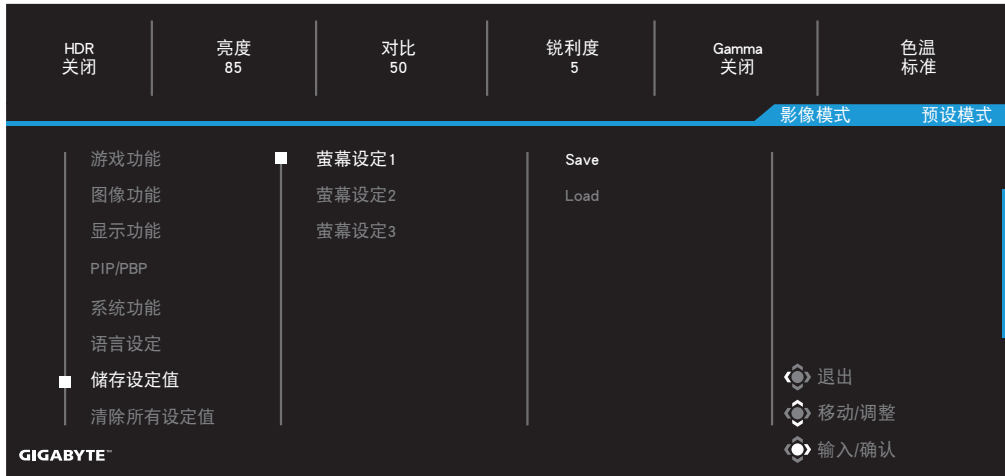 HDR
关闭
亮度
85
对比
50
锐利度
5
Gamma
关闭
色温
标准
影像模式 预设模式
游戏功能
图像功能
显示功能
PIP/PBP
系统功能
语言设定
储存设定值
清除所有设定值
萤幕设定1
萤幕设定2
萤幕设定3
Save
Load
退出
移动/调整
输入/确认
GIGABYTE™